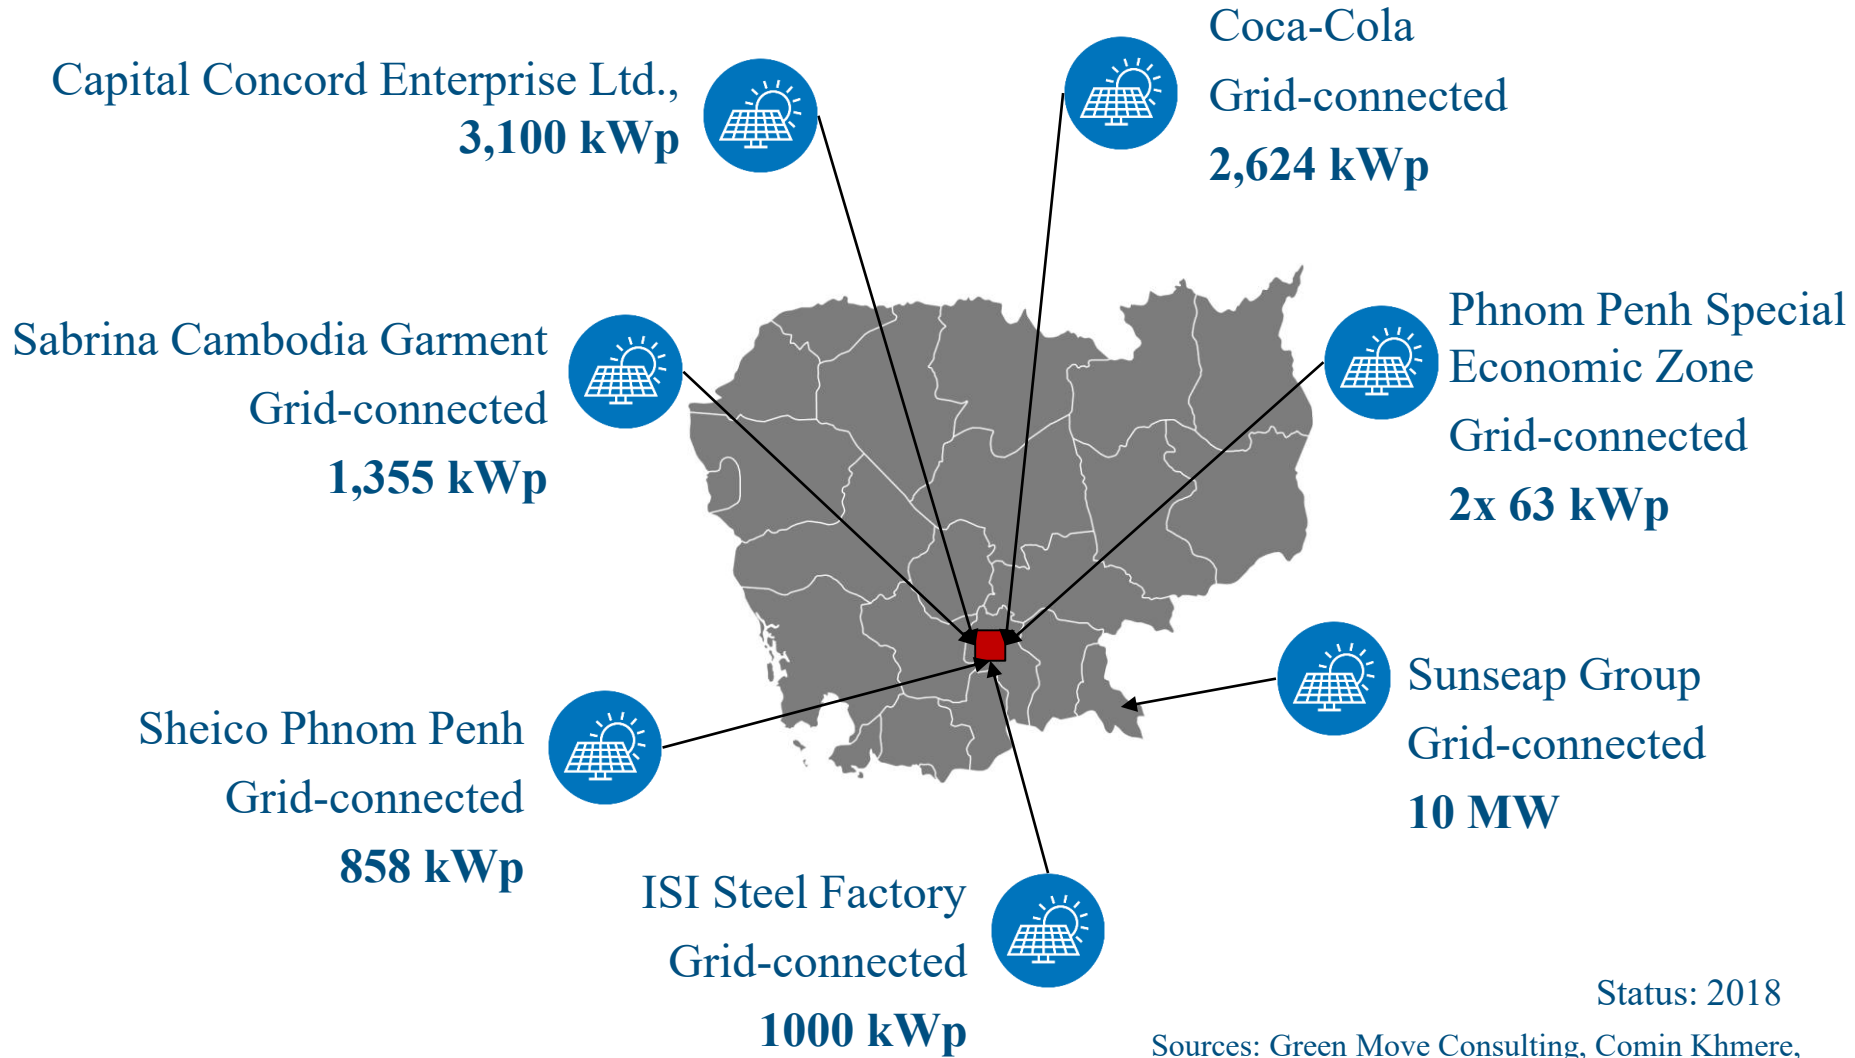 Capital Concord Enterprise Ltd.,
3,100 kWp
Coca-Cola
Grid-connected
2,624 kWp
Sabrina Cambodia Garment
Grid-connected
1,355 kWp
Phnom Penh Special
Economic Zone
Grid-connected
2x 63 kWp
Sheico Phnom Penh
Grid-connected
858 kWp
Sunseap Group
Grid-connected
10 MW
ISI Steel Factory
Grid-connected
1000 kWp
Status: 2018
Sources: Green Move Consulting, Comin Khmere,